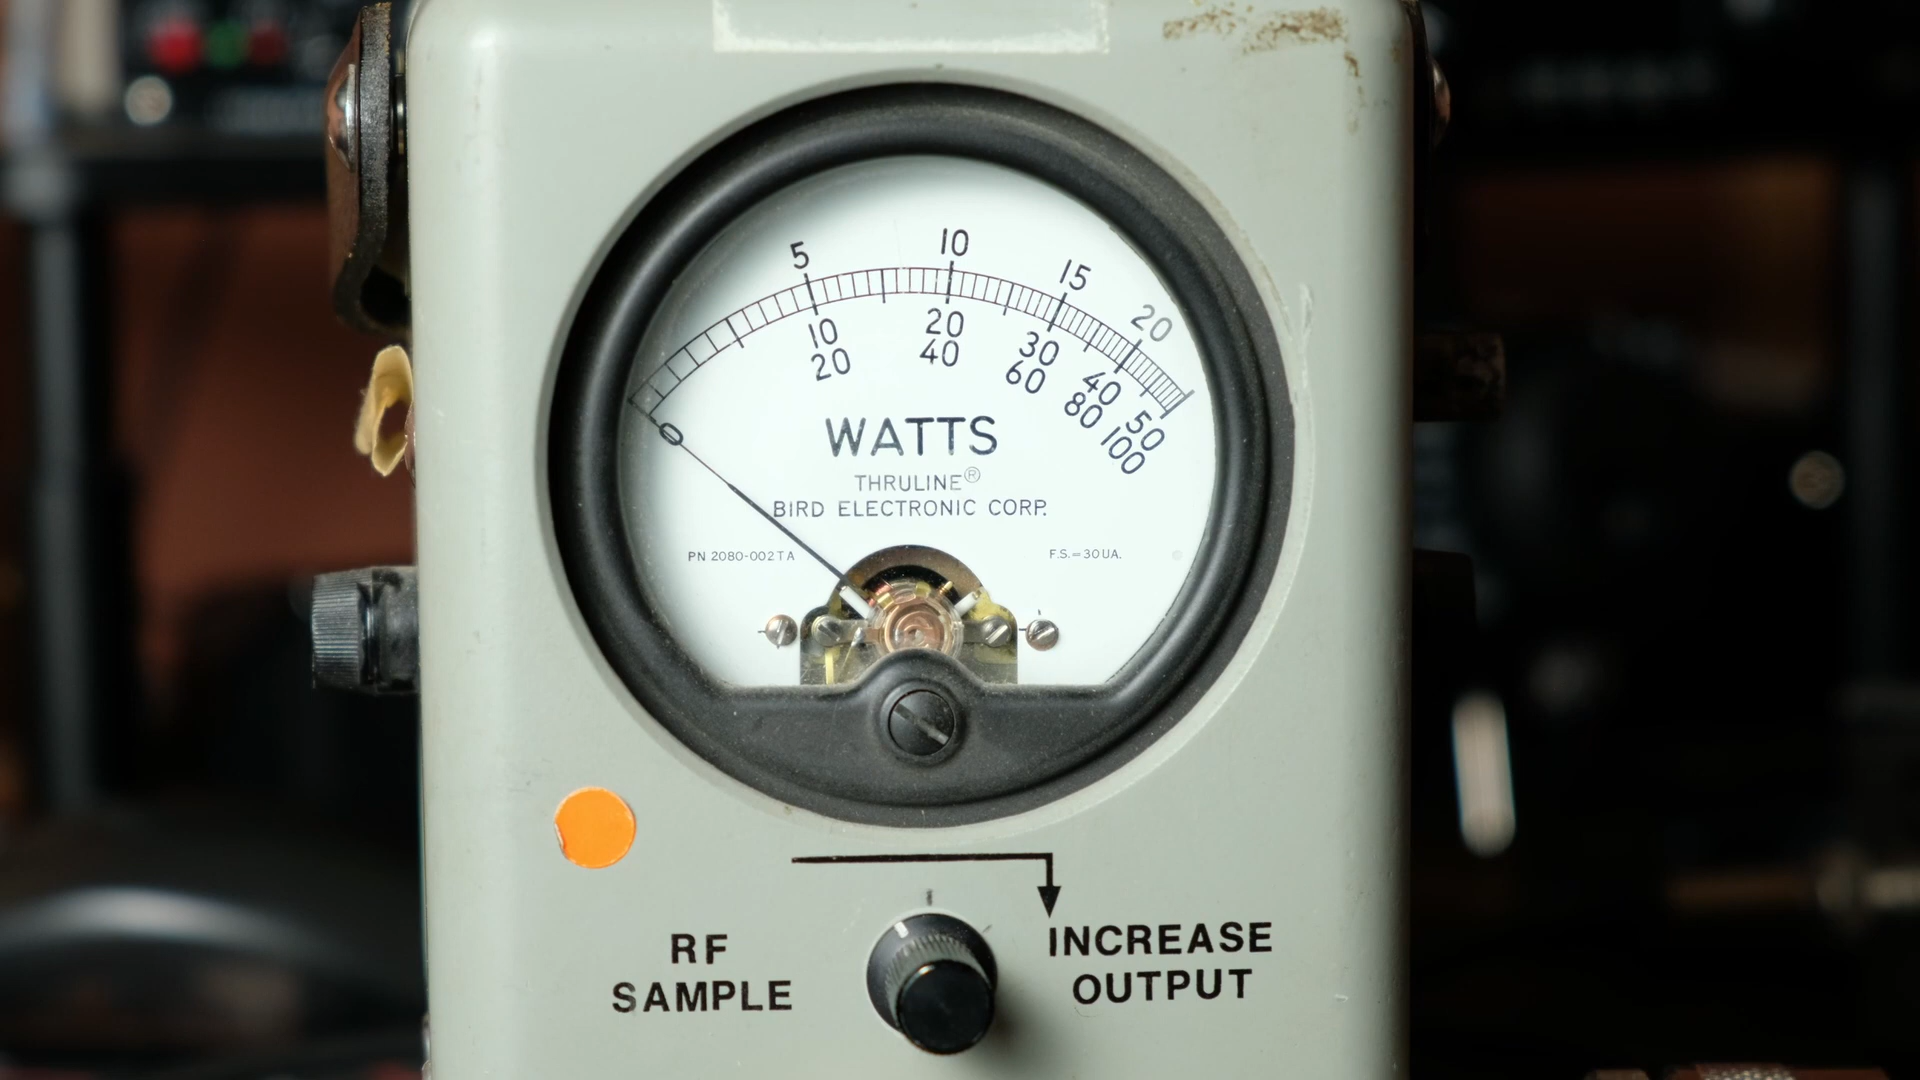 5 10 15 20
10 20 30 40 50
20 40 60 80 100
0
WATTS
THRULINE®
BIRD ELECTRONIC CORP.
PN 2080-002TA F.S.=30UA.
RF
SAMPLE
INCREASE
OUTPUT